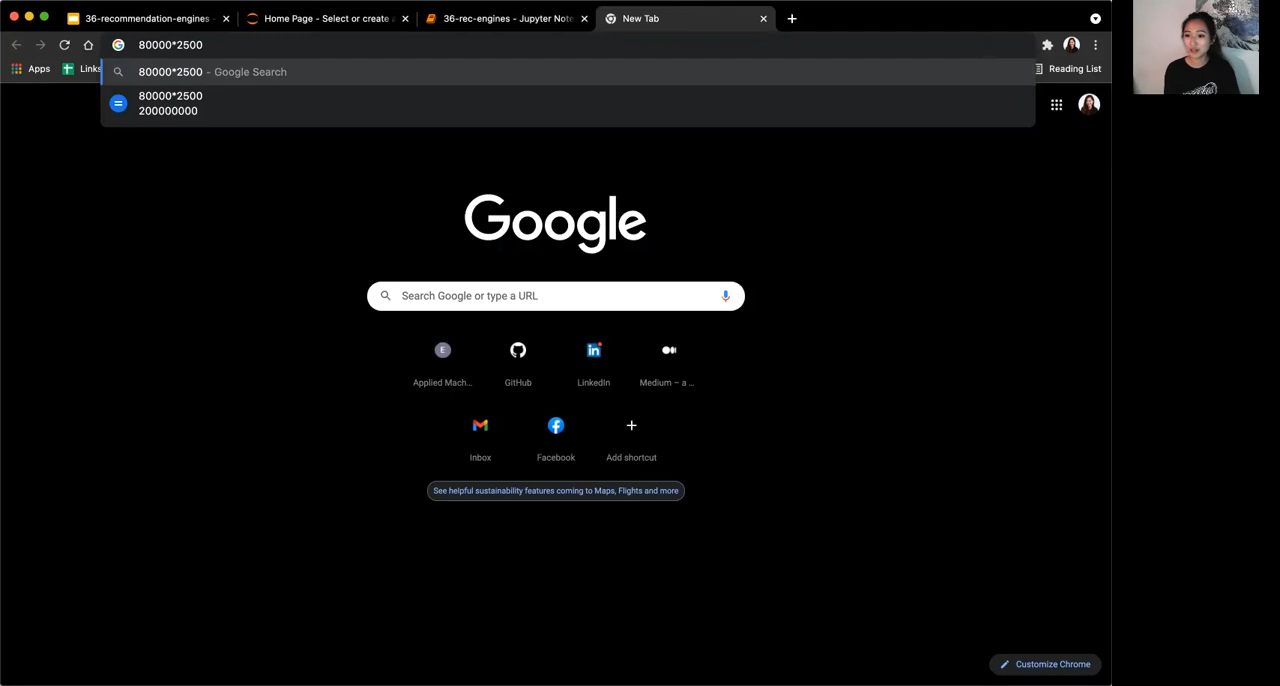 36-recommendation-engines -
Home Page - Select or create a
36-rec-engines - Jupyter Note
New Tab
80000*2500
Apps
Links
80000*2500 - Google Search
Reading List
80000*2500
200000000
Google
Search Google or type a URL
E
Applied Mach...
GitHub
LinkedIn
Medium – a ...
Inbox
Facebook
Add shortcut
See helpful sustainability features coming to Maps, Flights and more
Customize Chrome